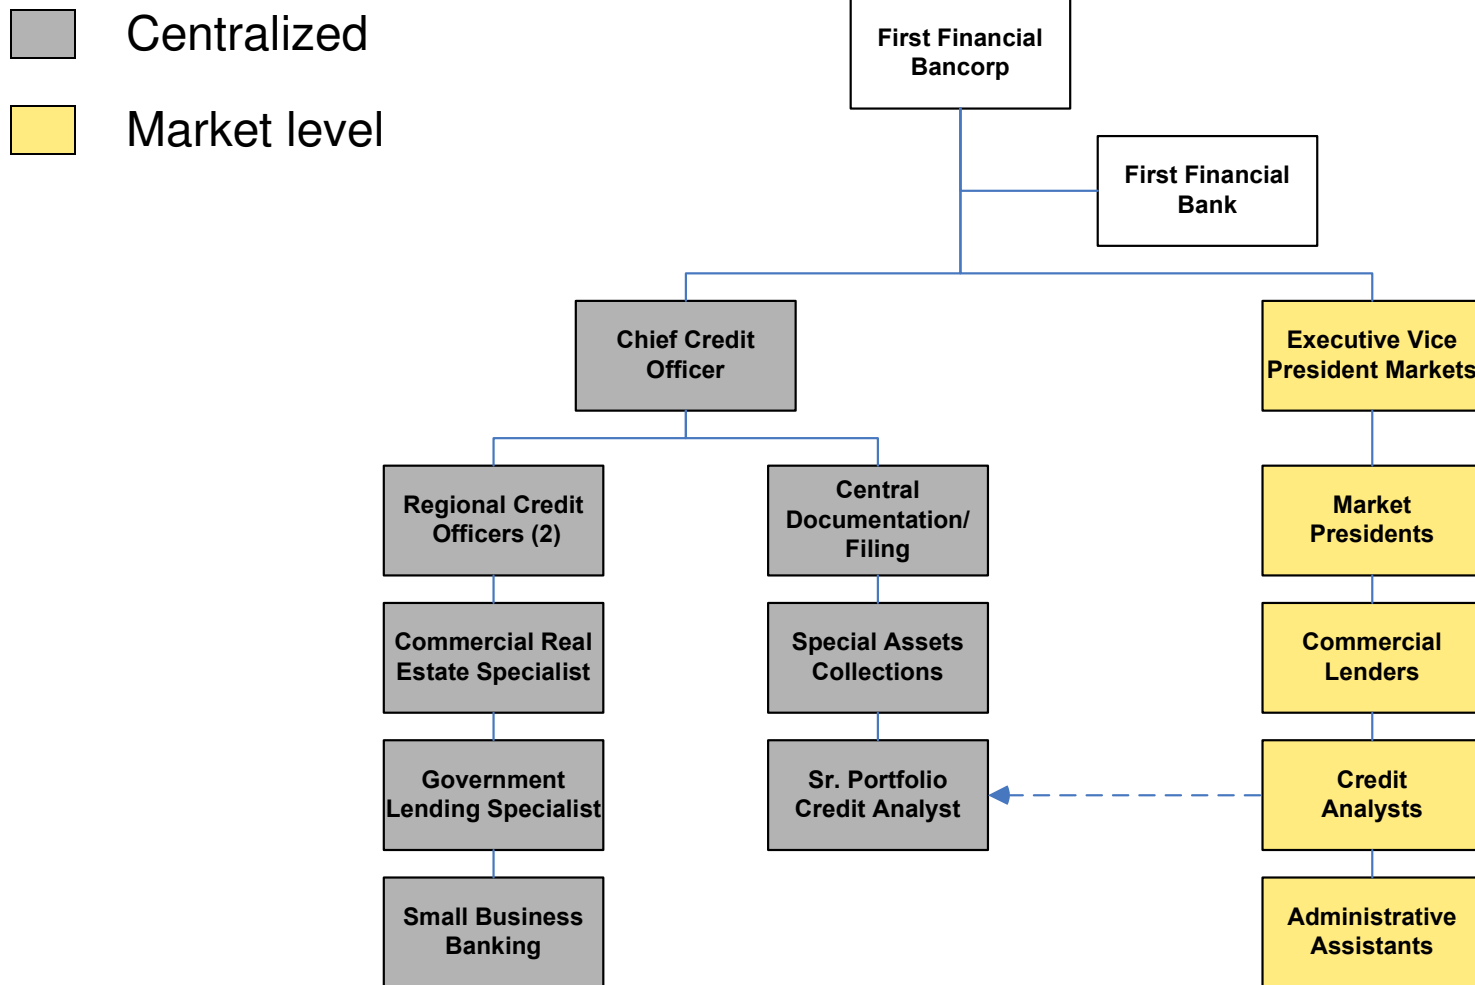 Centralized
Market level
First Financial
Bancorp
First Financial
Bank
Chief Credit
Officer
Executive Vice
President Markets
Regional Credit
Officers (2)
Central
Documentation/
Filing
Market
Presidents
Commercial Real
Estate Specialist
Special Assets
Collections
Commercial
Lenders
Government
Lending Specialist
Sr. Portfolio
Credit Analyst
Credit
Analysts
Small Business
Banking
Administrative
Assistants